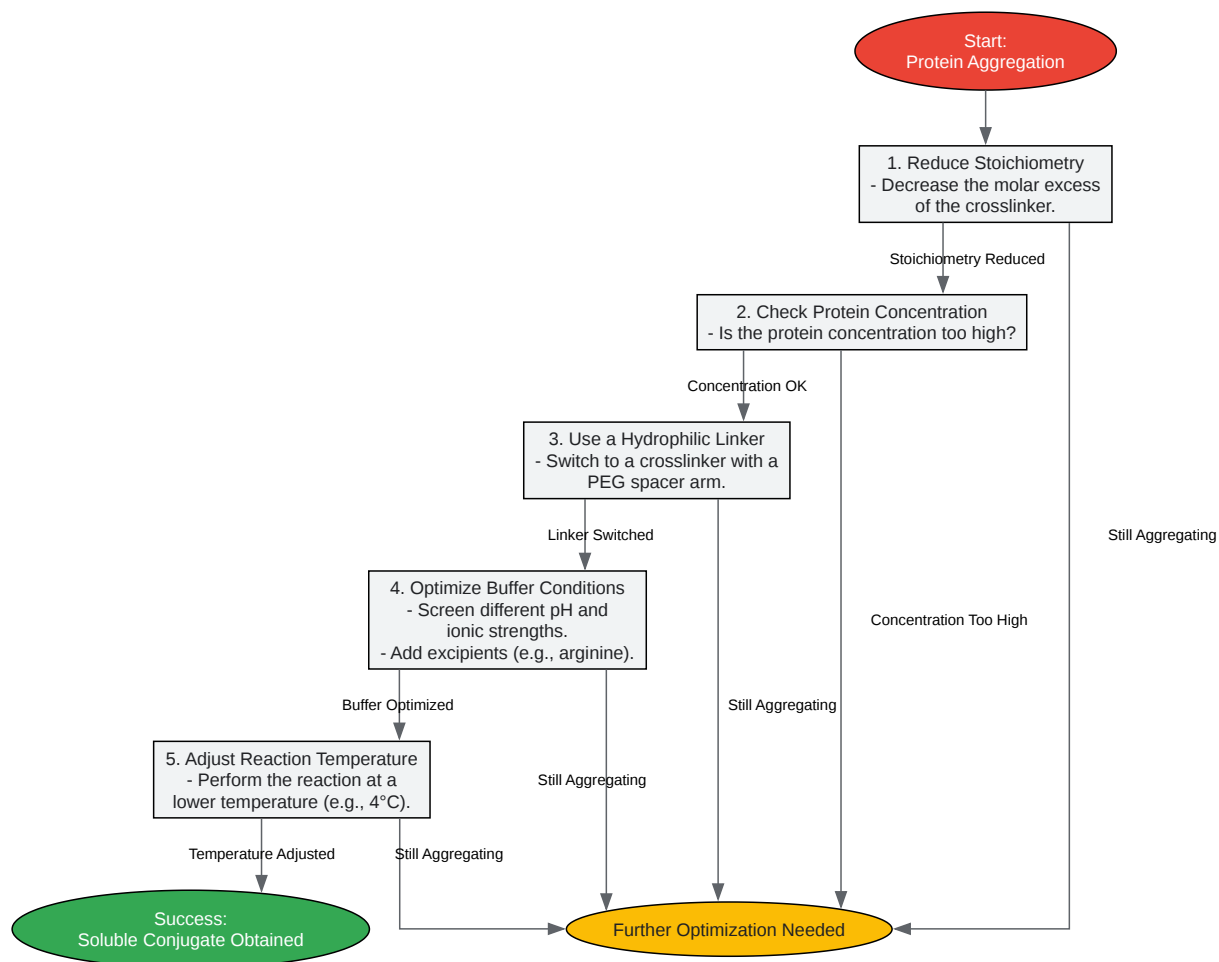 Start:
Protein Aggregation
1. Reduce Stoichiometry
- Decrease the molar excess
of the crosslinker.
Stoichiometry Reduced
2. Check Protein Concentration
- Is the protein concentration too high?
Concentration OK
3. Use a Hydrophilic Linker
- Switch to a crosslinker with a
PEG spacer arm.
Linker Switched
Still Aggregating
4. Optimize Buffer Conditions
- Screen different pH and
ionic strengths.
- Add excipients (e.g., arginine).
Concentration Too High
Buffer Optimized
Still Aggregating
5. Adjust Reaction Temperature
- Perform the reaction at a
lower temperature (e.g., 4°C).
Still Aggregating
Temperature Adjusted
Still Aggregating
Success:
Soluble Conjugate Obtained
Further Optimization Needed